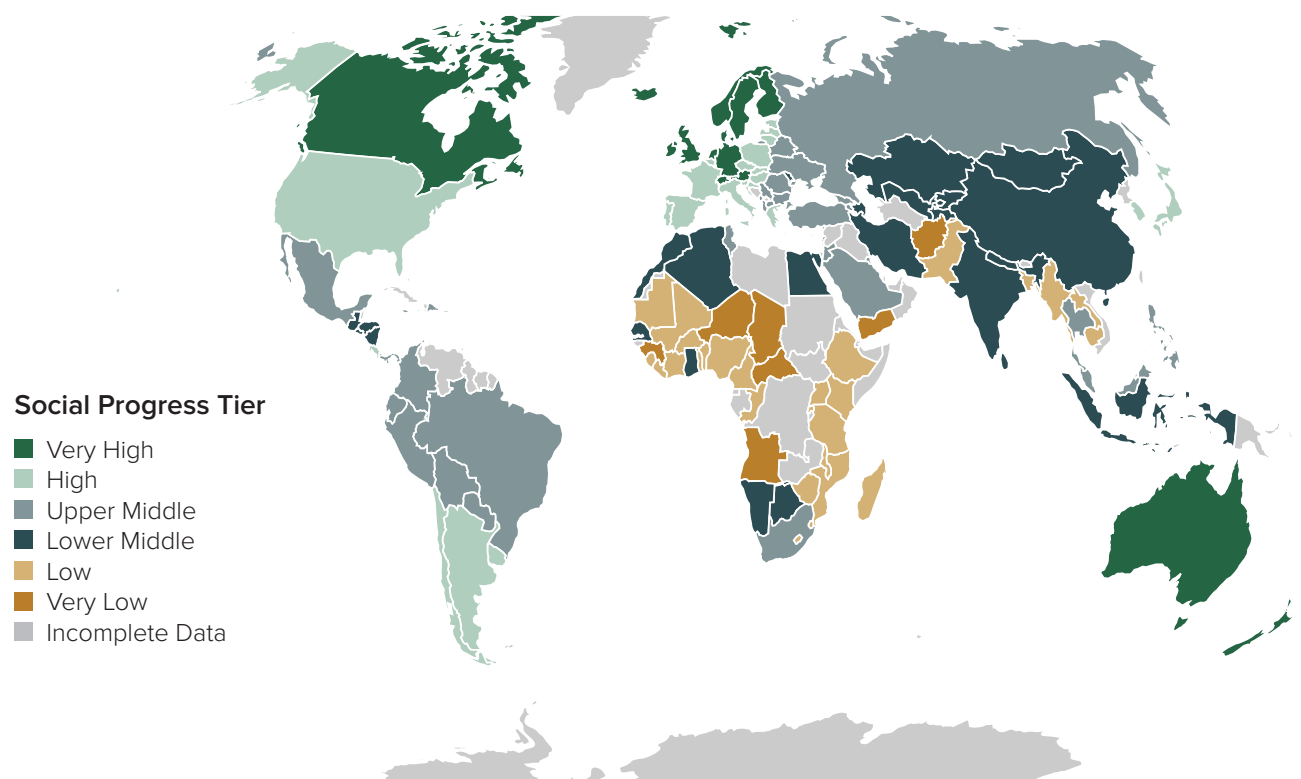 Social Progress Tier
Very High
High
Upper Middle
Lower Middle
Low
Very Low
Incomplete Data